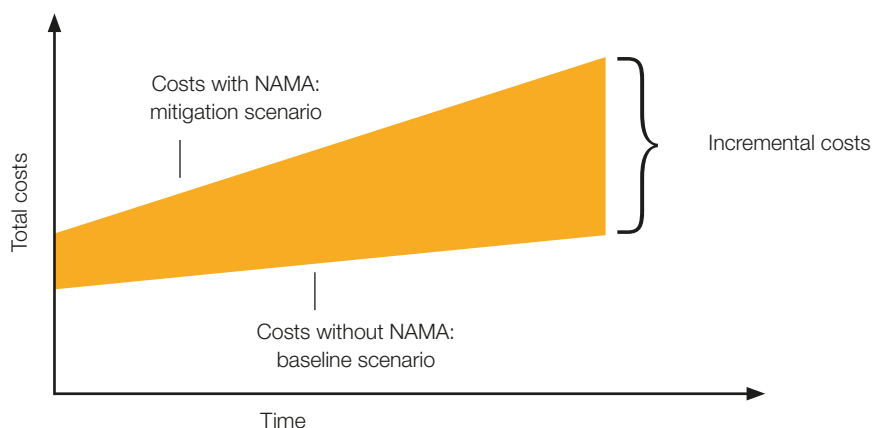 Costs with NAMA:
mitigation scenario
Incremental costs
Total costs
Costs without NAMA:
baseline scenario
Time